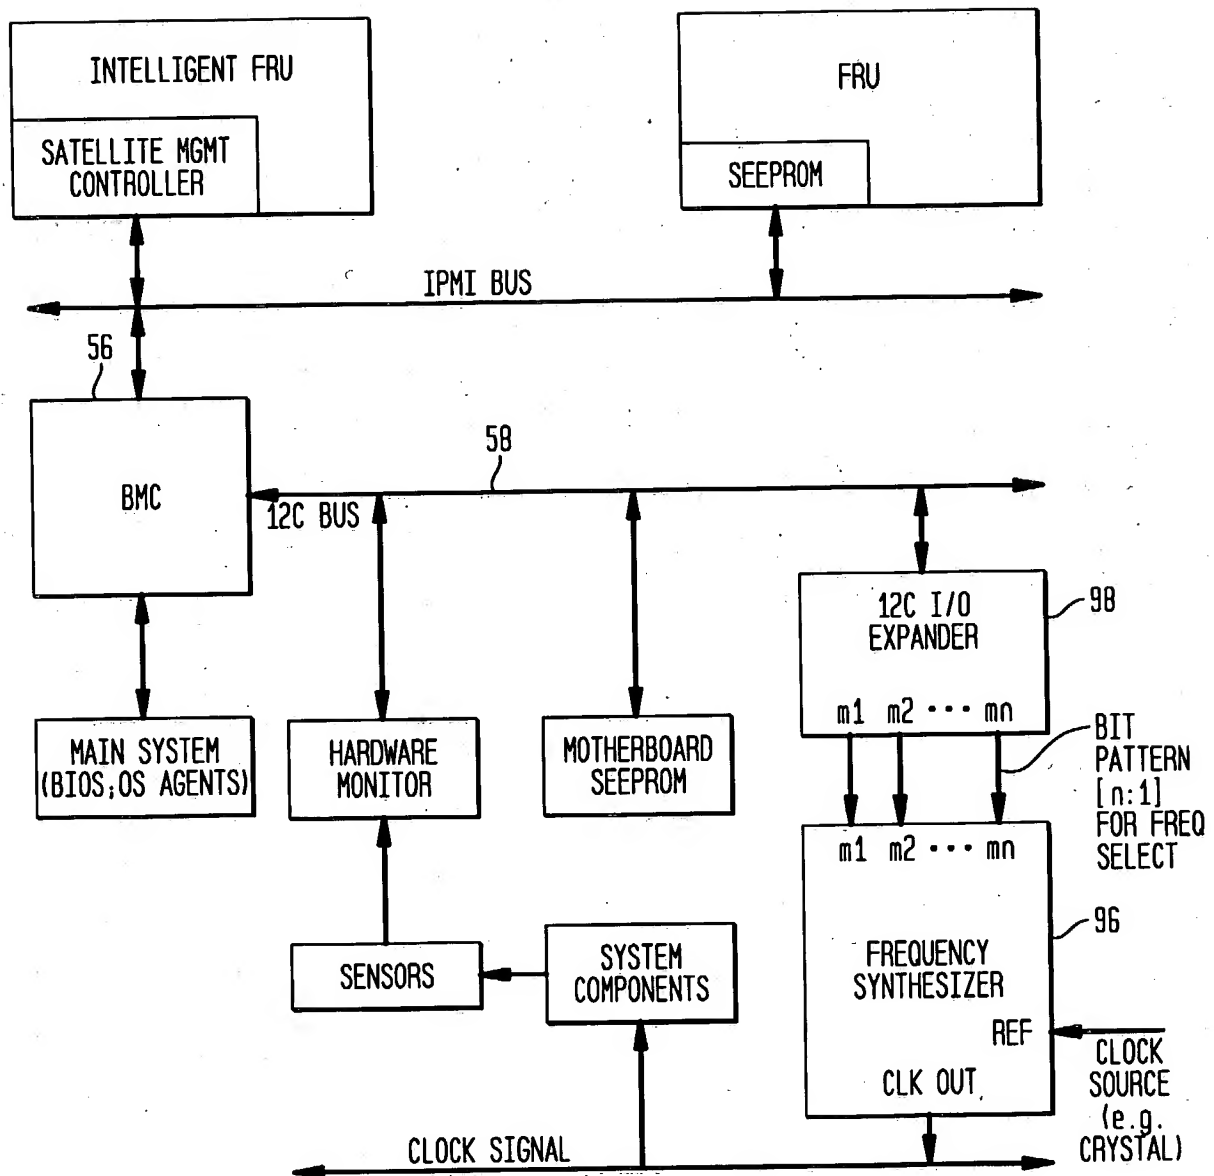 INTELLIGENT FRU
SATELLITE MGMT
CONTROLLER
FRU
SEEPROM
IPMI BUS
56
BMC
58
12C BUS
12C I/O
EXPANDER
98
m1 m2 ••• mn
BIT
PATTERN
[n:1]
FOR FREQ
SELECT
MAIN SYSTEM
(BIOS;OS AGENTS)
HARDWARE
MONITOR
MOTHERBOARD
SEEPROM
m1 m2 ••• mn
96
FREQUENCY
SYNTHESIZER
REF
CLK OUT
SENSORS
SYSTEM
COMPONENTS
CLOCK
SOURCE
(e.g.
CRYSTAL)
CLOCK SIGNAL